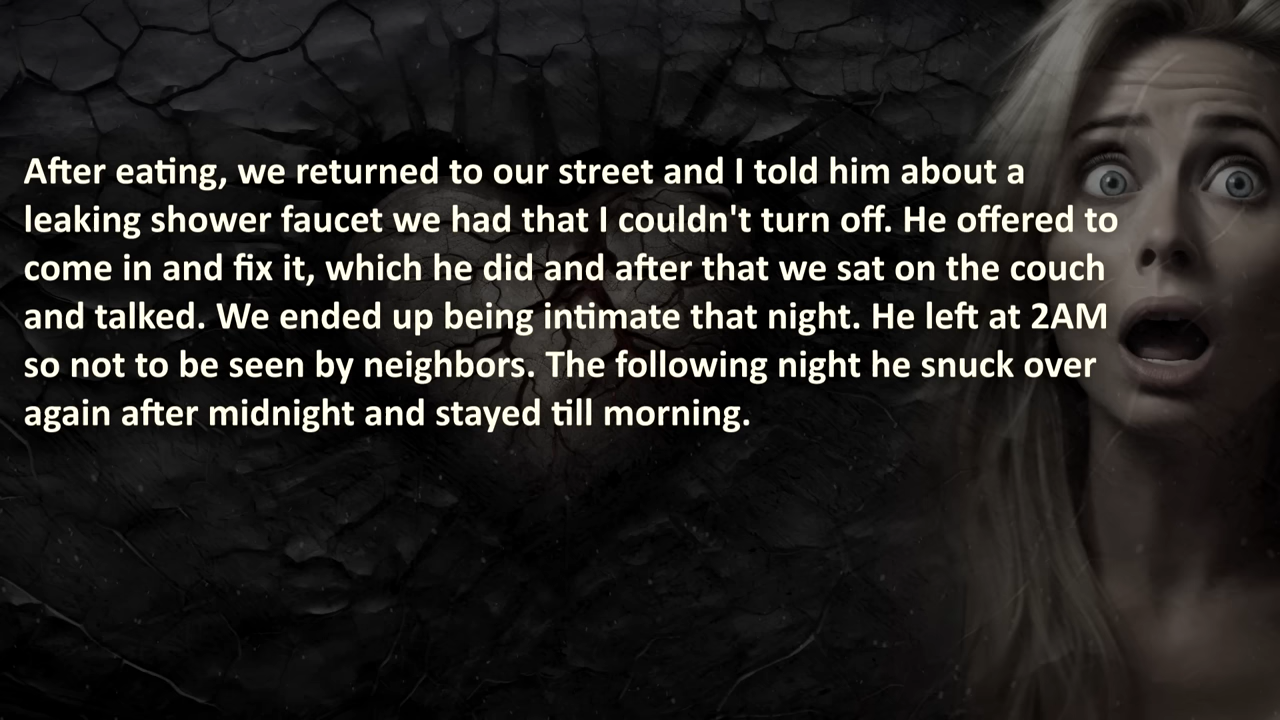 After eating, we returned to our street and I told him about a
leaking shower faucet we had that I couldn't turn off. He offered to
come in and fix it, which he did and after that we sat on the couch
and talked. We ended up being intimate that night. He left at 2AM
so not to be seen by neighbors. The following night he snuck over
again after midnight and stayed till morning.